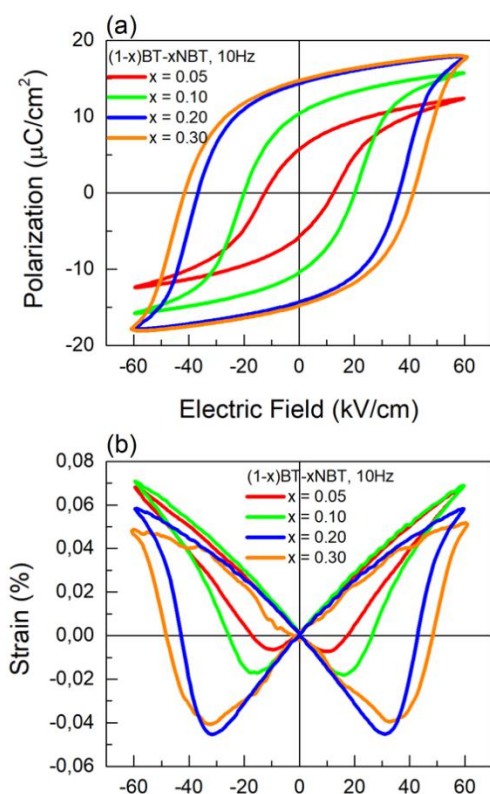 (a)
20
(1-x)BT-xNBT, 10Hz
x = 0.05
x = 0.10
x = 0.20
x = 0.30
10
0
-10
-20
Polarization (μC/cm²)
-60 -40 -20 0 20 40 60
Electric Field (kV/cm)
(b)
0,08
(1-x)BT-xNBT, 10Hz
x = 0.05
x = 0.10
x = 0.20
x = 0.30
0,06
0,04
0,02
0,00
-0,02
-0,04
-0,06
Strain (%)
-60 -40 -20 0 20 40 60